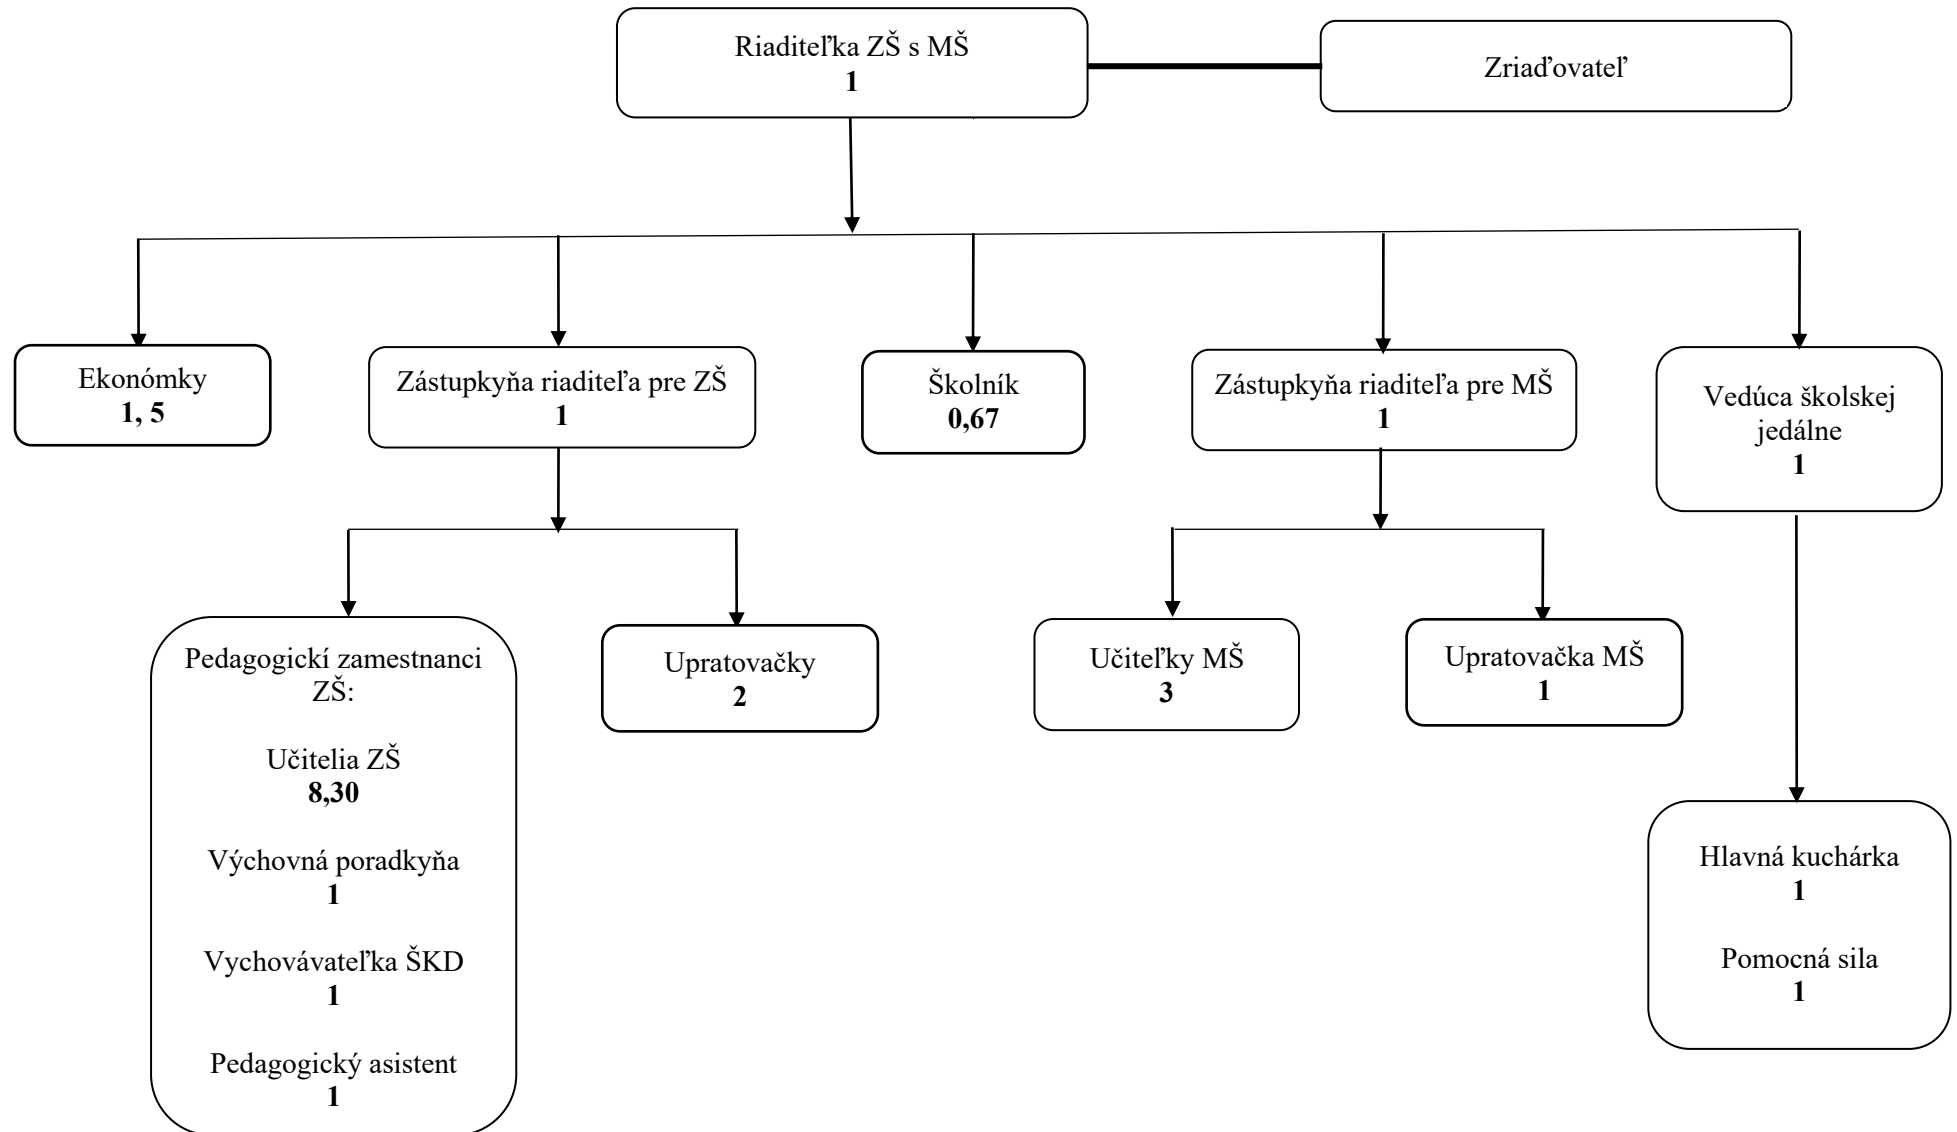 Riaditeľka ZŠ s MŠ
1
Zriaďovateľ
Ekonómky
1, 5
Zástupkyňa riaditeľa pre ZŠ
1
Školník
0,67
Zástupkyňa riaditeľa pre MŠ
1
Vedúca školskej
jedálne
1
Pedagogickí zamestnanci
ZŠ:
Učitelia ZŠ
8,30
Výchovná poradkyňa
1
Vychovávateľka ŠKD
1
Pedagogický asistent
1
Upratovačky
2
Učiteľky MŠ
3
Upratovačka MŠ
1
Hlavná kuchárka
1
Pomocná sila
1